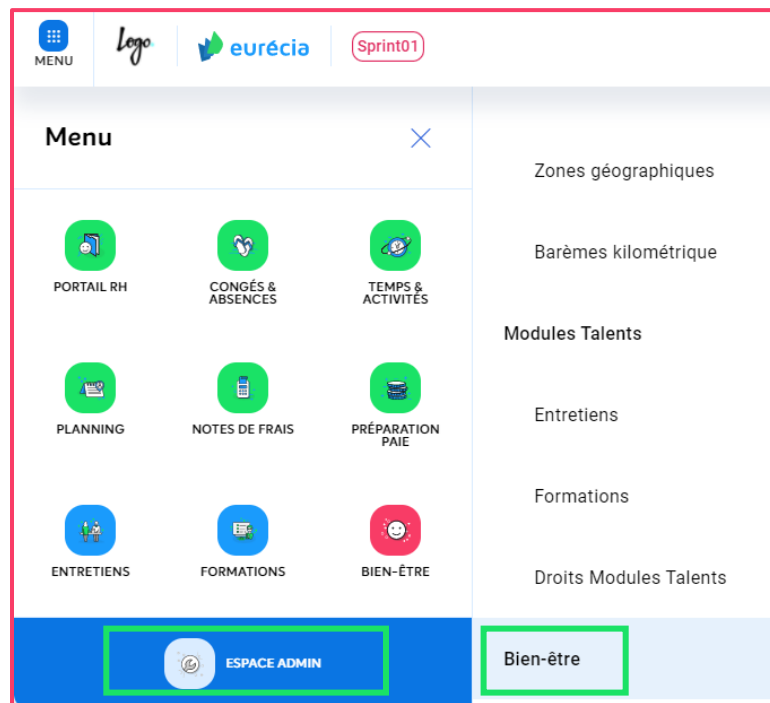 MENU
Logo
eurécia
Sprint01
Menu
PORTAIL RH
CONGÉS &
ABSENCES
TEMPS &
ACTIVITÉS
PLANNING
NOTES DE FRAIS
PRÉPARATION
PAIE
ENTRETIENS
FORMATIONS
BIEN-ÊTRE
ESPACE ADMIN
Zones géographiques
Barèmes kilométrique
Modules Talents
Entretiens
Formations
Droits Modules Talents
Bien-être